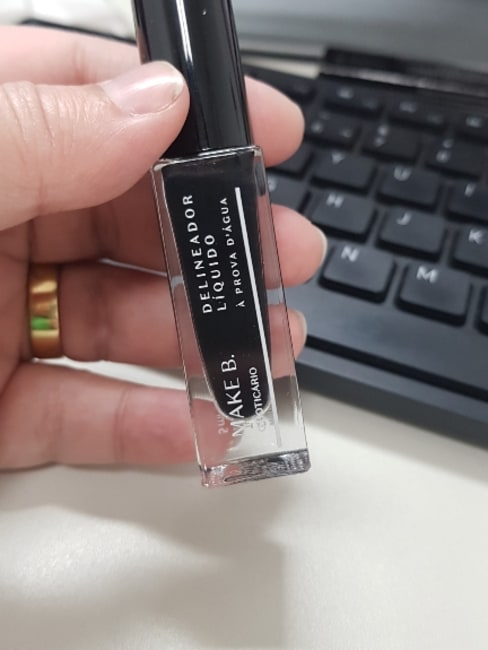 DELINEADOR
LÍQUIDO
À PROVA D'ÁGUA
MAKE B.
BOTICÁRIO
Y
U
I
H
J
K
N
M